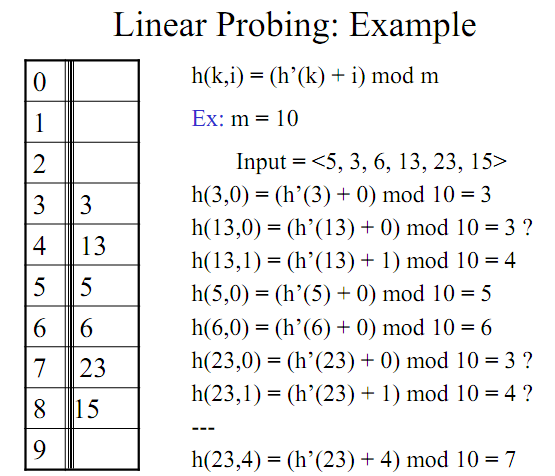 Linear Probing: Example
h(k,i) = (h’(k) + i) mod m
Ex: m = 10
Input = <5, 3, 6, 13, 23, 15>
h(3,0) = (h’(3) + 0) mod 10 = 3
h(13,0) = (h’(13) + 0) mod 10 = 3 ?
h(13,1) = (h’(13) + 1) mod 10 = 4
h(5,0) = (h’(5) + 0) mod 10 = 5
h(6,0) = (h’(6) + 0) mod 10 = 6
h(23,0) = (h’(23) + 0) mod 10 = 3 ?
h(23,1) = (h’(23) + 1) mod 10 = 4 ?
---
h(23,4) = (h’(23) + 4) mod 10 = 7
0
1
2
3 3
4 13
5 5
6 6
7 23
8 15
9